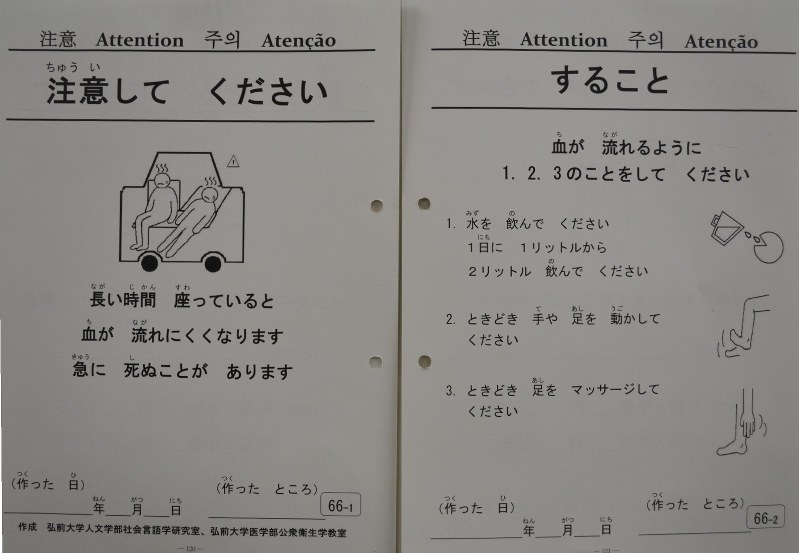 注意 Attention 주의 Atenção
ちゅう い
注意して ください
なが じ かん すわ
長い時間 座っていると
ち なが
血が 流れにくくなります
きゅう し
急に 死ぬことが あります
つく ひ
(作った 日)
つく
(作った ところ)
ねん がつ にち
年 月 日
66-1
作成 弘前大学人文学部社会言語学研究室、弘前大学医学部公衆衛生学教室
注意 Attention 주의 Atenção
すること
ち なが
血が 流れるように
1. 2. 3のことをして ください
みず の
1. 水を 飲んで ください
にち
1日に 1リットルから
の
2リットル 飲んで ください
て あし うご
2. ときどき 手や 足を 動かして
ください
あし
3. ときどき 足を マッサージして
ください
つく ひ
(作った 日)
つく
(作った ところ)
ねん がつ にち
年 月 日
66-2